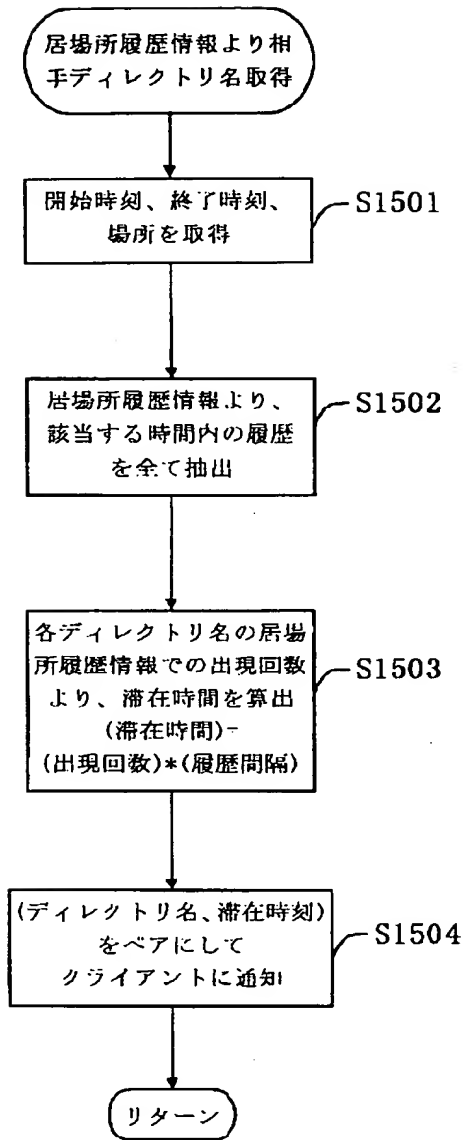 居場所履歴情報より相
手ディレクトリ名取得
開始時刻、終了時刻、
場所を取得
S1501
居場所履歴情報より、
該当する時間内の履歴
を全て抽出
S1502
各ディレクトリ名の居場
所履歴情報での出現回数
より、滞在時間を算出
(滞在時間)-
(出現回数)*(履歴間隔)
S1503
(ディレクトリ名、滞在時刻)
をペアにして
クライアントに通知
S1504
リターン